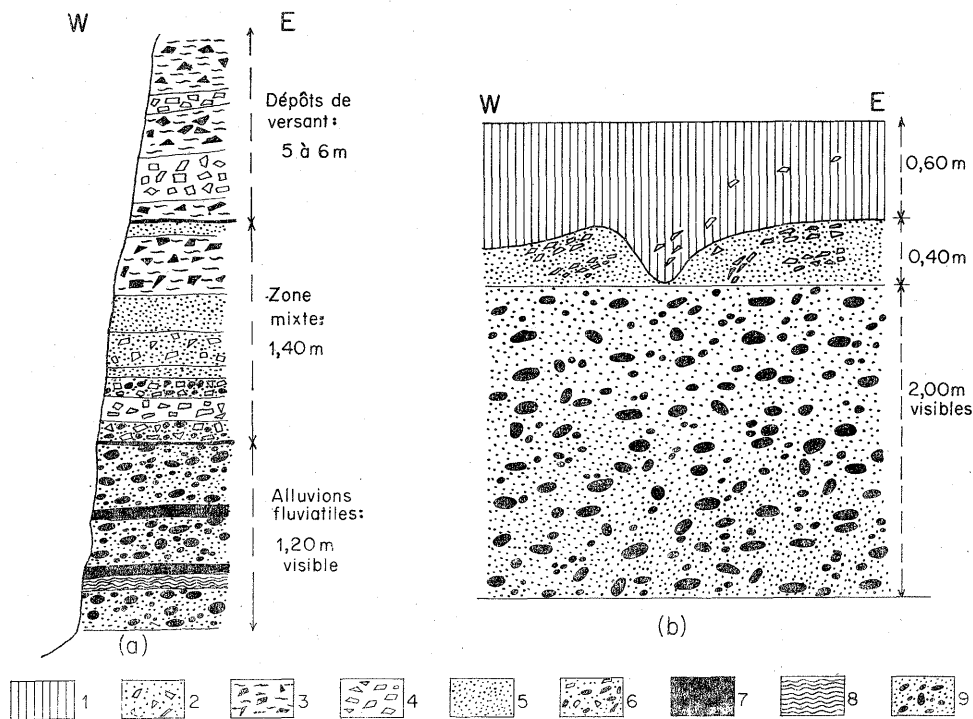 W E
Dépôts de
versant:
5 à 6 m
Zone
mixte:
1,40 m
Alluvions
fluviatiles:
1,20 m
visible
(a)
W E
0,60 m
0,40 m
2,00 m
visibles
(b)
1 2 3 4 5 6 7 8 9